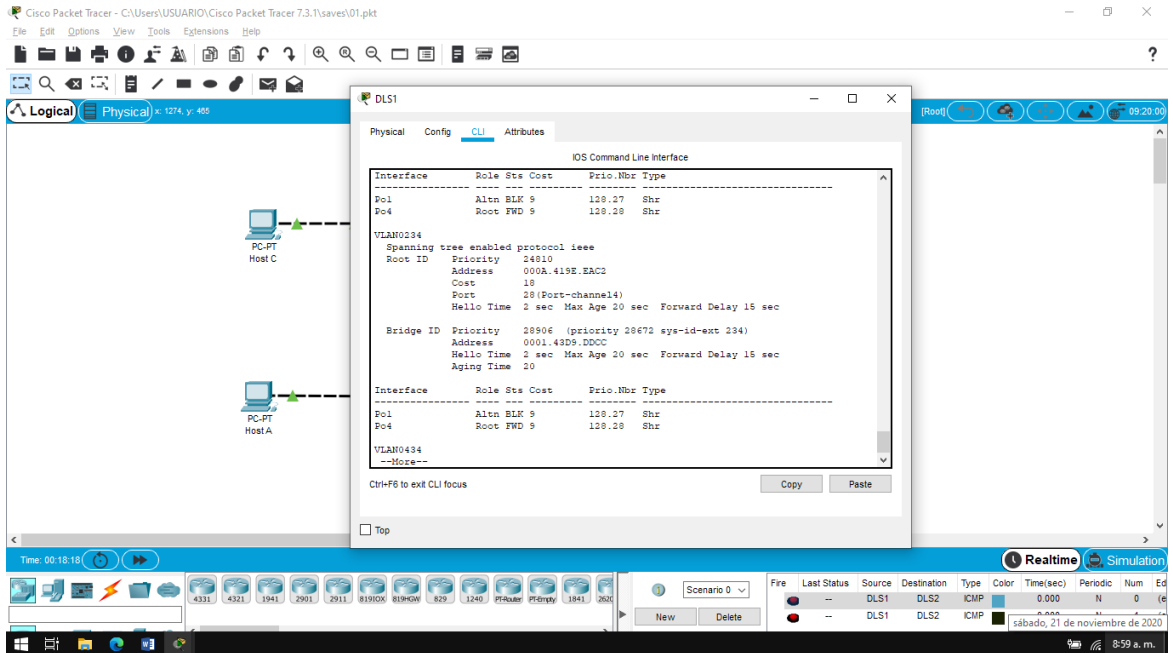 Cisco Packet Tracer - C:\Users\USUARIO\Cisco Packet Tracer 7.3.1\saves\01.pkt
File Edit Options View Tools Extensions Help
?
Logical Physical x: 1274, y: 465 [Root] 09:20:00
DLS1
Physical Config CLI Attributes
IOS Command Line Interface
Interface Role Sts Cost Prio.Nbr Type
---------------- ---- --- --------- -------- --------------------------------
Po1 Altn BLK 9 128.27 Shr
Po4 Root FWD 9 128.28 Shr
VLAN0234
Spanning tree enabled protocol ieee
Root ID Priority 24810
Address 000A.419E.EAC2
Cost 18
Port 28(Port-channel4)
Hello Time 2 sec Max Age 20 sec Forward Delay 15 sec
Bridge ID Priority 28906 (priority 28672 sys-id-ext 234)
Address 0001.43D9.DDCC
Hello Time 2 sec Max Age 20 sec Forward Delay 15 sec
Aging Time 20
Interface Role Sts Cost Prio.Nbr Type
---------------- ---- --- --------- -------- --------------------------------
Po1 Altn BLK 9 128.27 Shr
Po4 Root FWD 9 128.28 Shr
VLAN0434
--More--
Ctrl+F6 to exit CLI focus
Copy Paste
Top
PC-PT
Host C
PC-PT
Host A
Time: 00:18:18 Realtime Simulation
4331 4321 1941 2901 2911 819IOX 819HGW 829 1240 PT-Router PT-Empty 1841 2620
Scenario 0
New Delete
Fire Last Status Source Destination Type Color Time(sec) Periodic Num Ed
-- DLS1 DLS2 ICMP 0.000 N 0 (e
-- DLS1 DLS2 ICMP
sábado, 21 de noviembre de 2020
8:59 a. m.